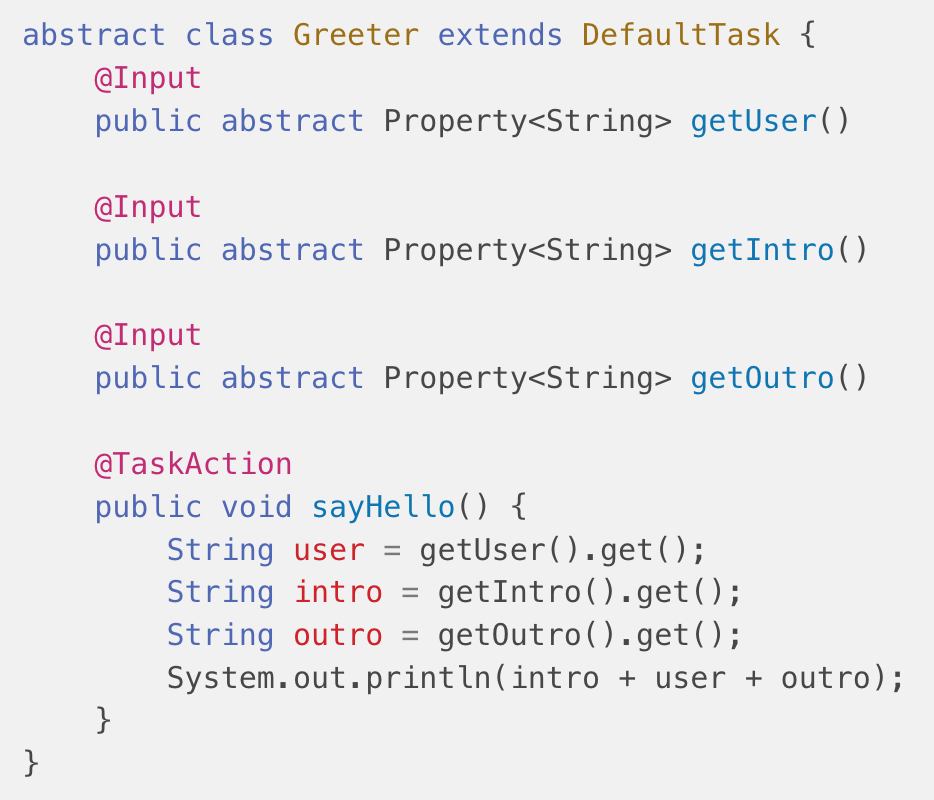 abstract class Greeter extends DefaultTask {
    @Input
    public abstract Property<String> getUser()

    @Input
    public abstract Property<String> getIntro()

    @Input
    public abstract Property<String> getOutro()

    @TaskAction
    public void sayHello() {
        String user = getUser().get();
        String intro = getIntro().get();
        String outro = getOutro().get();
        System.out.println(intro + user + outro);
    }
}